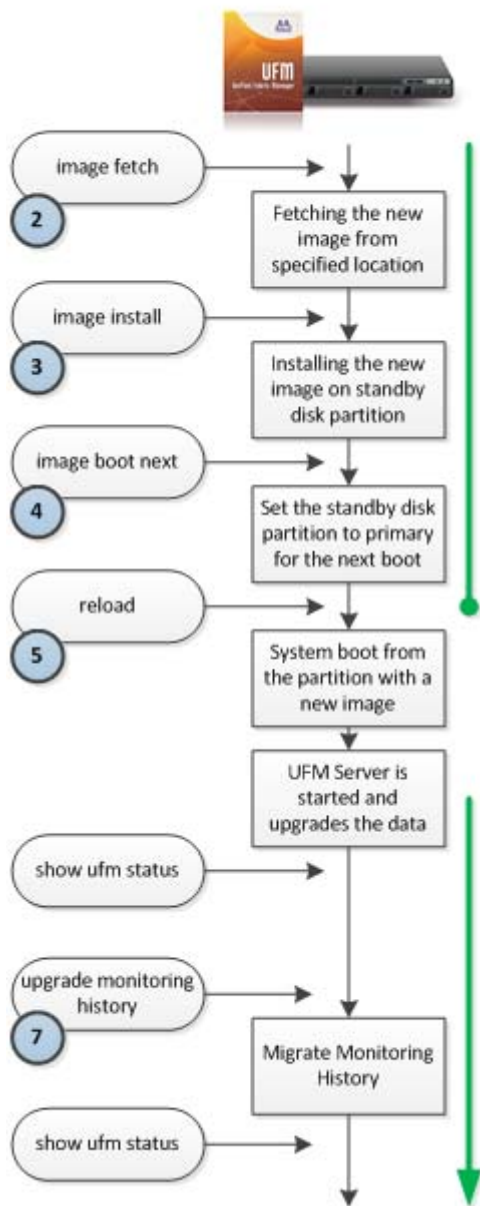 UFM
image fetch
2
Fetching the new
image from
specified location
image install
3
Installing the new
image on standby
disk partition
image boot next
4
Set the standby disk
partition to primary
for the next boot
reload
5
System boot from
the partition with a
new image
UFM Server is
started and
upgrades the data
show ufm status
upgrade monitoring
history
7
Migrate Monitoring
History
show ufm status